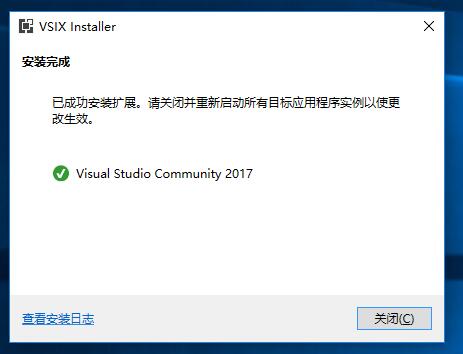 VSIX Installer
安装完成
已成功安装扩展。请关闭并重新启动所有目标应用程序实例以使更
改生效。
Visual Studio Community 2017
查看安装日志
关闭(C)